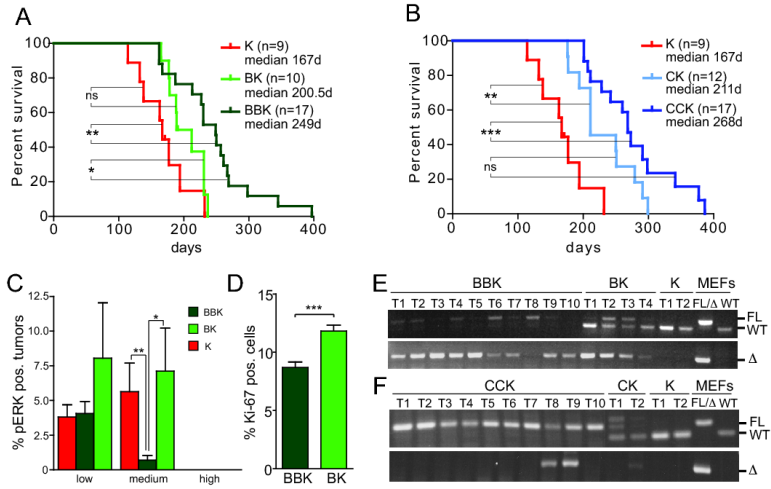 A
K (n=9)
median 167d
BK (n=10)
median 200.5d
BBK (n=17)
median 249d
Percent survival
100
80
60
40
20
0
ns
**
*
0 100 200 300 400
days
B
K (n=9)
median 167d
CK (n=12)
median 211d
CCK (n=17)
median 268d
Percent survival
100
80
60
40
20
0
**
***
ns
0 100 200 300 400
days
C
% pERK pos. tumors
12.5
10.0
7.5
5.0
2.5
0.0
BBK
BK
K
** *
low medium high
D
% Ki-67 pos. cells
15
10
5
0
***
BBK BK
E
BBK BK K MEFs
T1 T2 T3 T4 T5 T6 T7 T8 T9 T10 T1 T2 T3 T4 T1 T2 FL/Δ WT
FL
WT
Δ
F
CCK CK K MEFs
T1 T2 T3 T4 T5 T6 T7 T8 T9 T10 T1 T2 T1 T2 FL/Δ WT
FL
WT
Δ